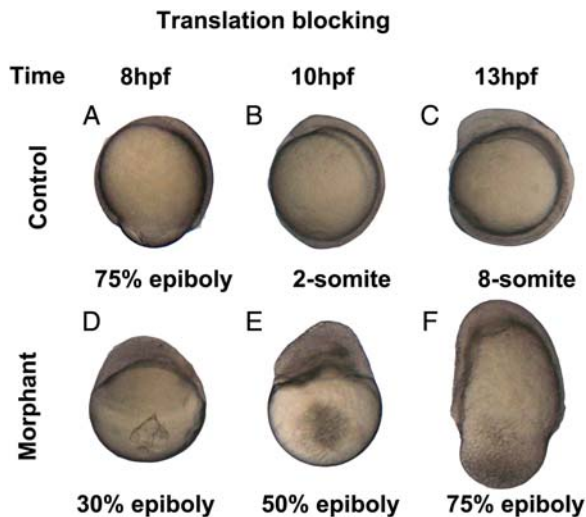 Translation blocking
Time 8hpf 10hpf 13hpf
Control
A B C
75% epiboly 2-somite 8-somite
Morphant
D E F
30% epiboly 50% epiboly 75% epiboly